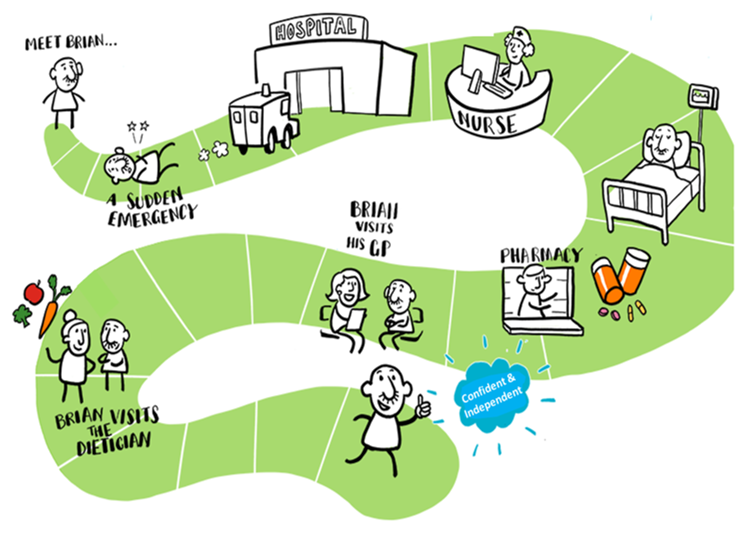 MEET BRIAN...
HOSPITAL
NURSE
A SUDDEN
EMERGENCY
BRIAN
VISITS
HIS GP
PHARMACY
Confident &
Independent
BRIAN VISITS
THE
DIETICIAN